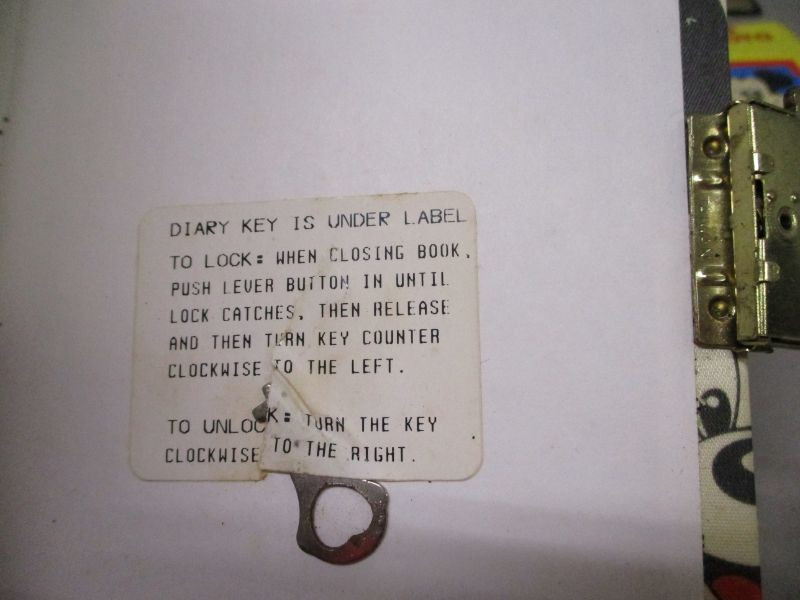 DIARY KEY IS UNDER LABEL
TO LOCK: WHEN CLOSING BOOK,
PUSH LEVER BUTTON IN UNTIL
LOCK CATCHES, THEN RELEASE
AND THEN TURN KEY COUNTER
CLOCKWISE TO THE LEFT.
TO UNLOCK: TURN THE KEY
CLOCKWISE TO THE RIGHT.